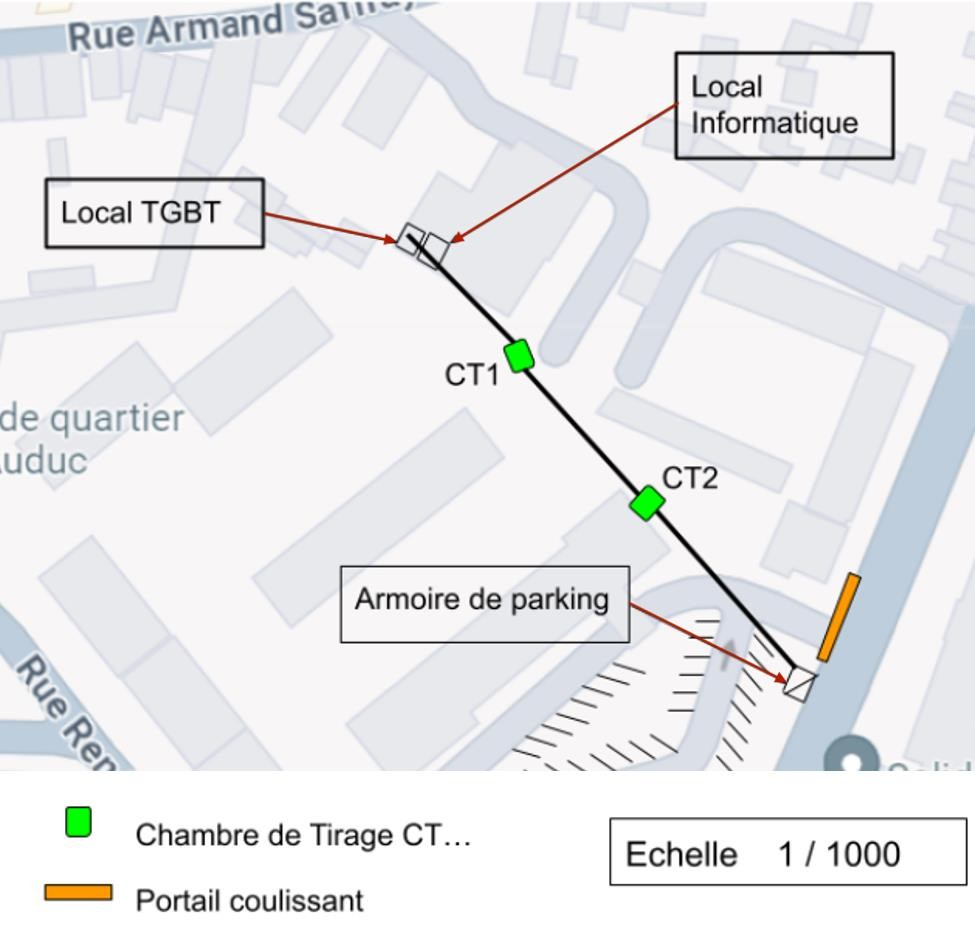 Rue Armand
Local
Informatique
Local TGBT
CT1
de quartier
CT2
Armoire de parking
Rue
Chambre de Tirage CT…
Echelle 1 / 1000
Portail coulissant